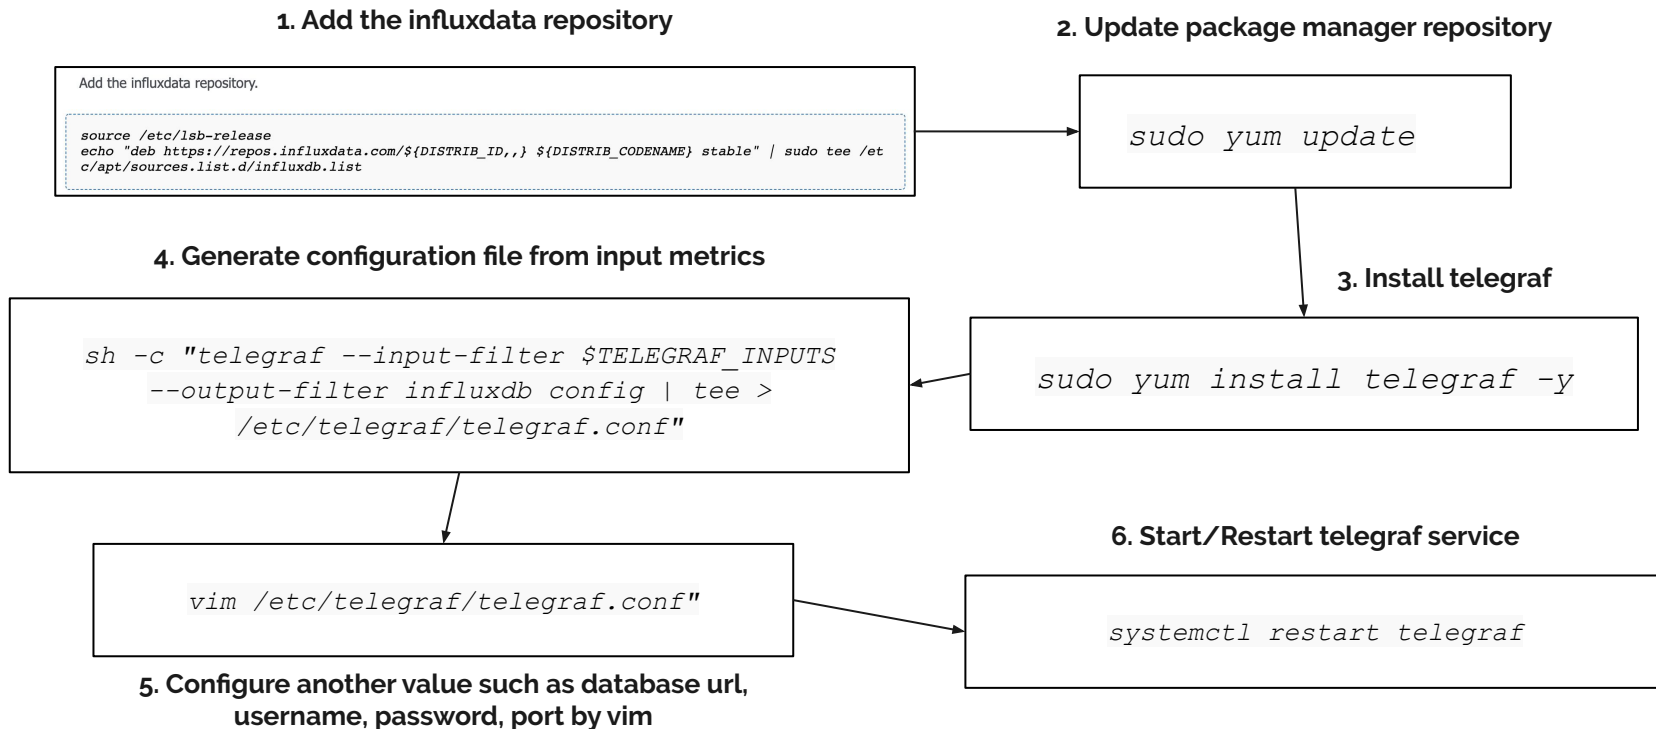 1. Add the influxdata repository
Add the influxdata repository.
source /etc/lsb-release
echo "deb https://repos.influxdata.com/${DISTRIB_ID,,} ${DISTRIB_CODENAME} stable" | sudo tee /et
c/apt/sources.list.d/influxdb.list
2. Update package manager repository
sudo yum update
3. Install telegraf
sudo yum install telegraf -y
4. Generate configuration file from input metrics
sh -c "telegraf --input-filter $TELEGRAF_INPUTS
--output-filter influxdb config | tee >
/etc/telegraf/telegraf.conf"
vim /etc/telegraf/telegraf.conf"
5. Configure another value such as database url,
username, password, port by vim
6. Start/Restart telegraf service
systemctl restart telegraf